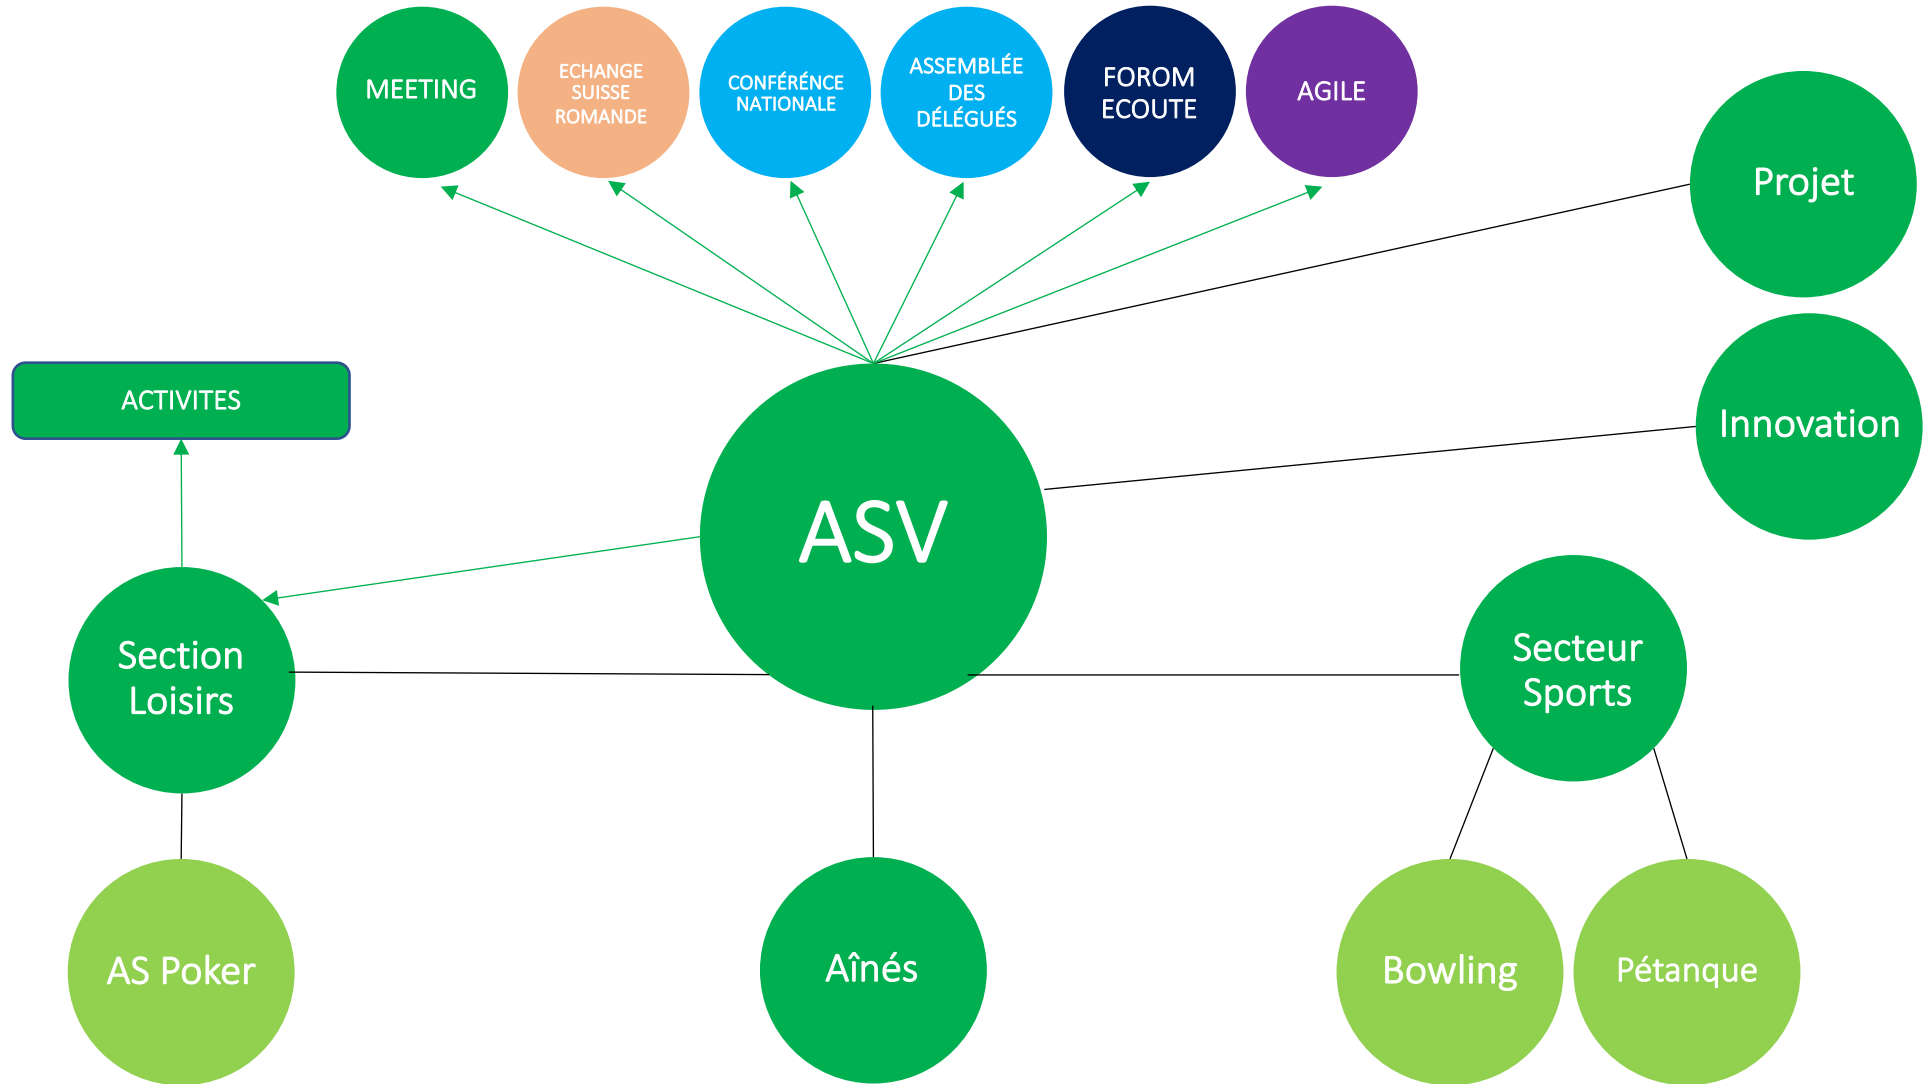 MEETING
ECHANGE
SUISSE
ROMANDE
CONFÉRÉNCE
NATIONALE
ASSEMBLÉE
DES
DÉLÉGUÉS
FOROM
ECOUTE
AGILE
Projet
Innovation
ACTIVITES
ASV
Section
Loisirs
Secteur
Sports
AS Poker
Aînés
Bowling
Pétanque